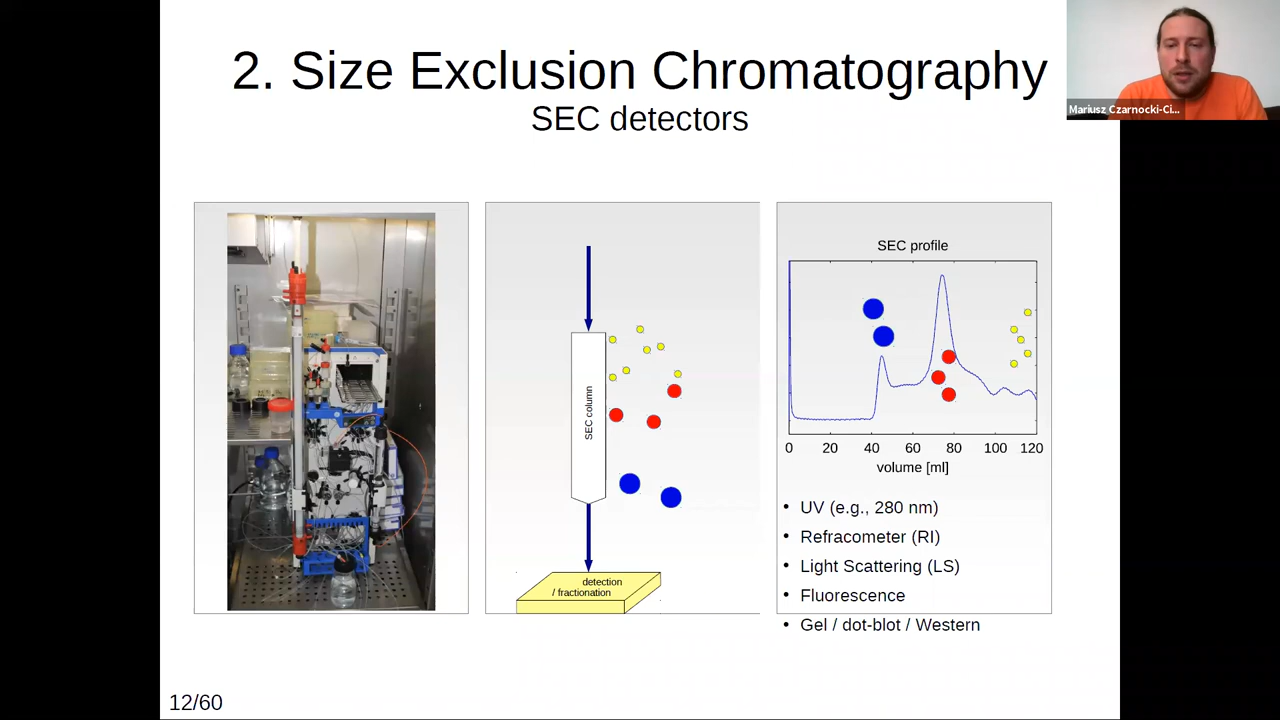 2. Size Exclusion Chromatography
SEC detectors
Mariusz Czarnocki-Ci...
SEC column
detection
/ fractionation
SEC profile
0 20 40 60 80 100 120
volume [ml]
• UV (e.g., 280 nm)
• Refracometer (RI)
• Light Scattering (LS)
• Fluorescence
• Gel / dot-blot / Western
12/60